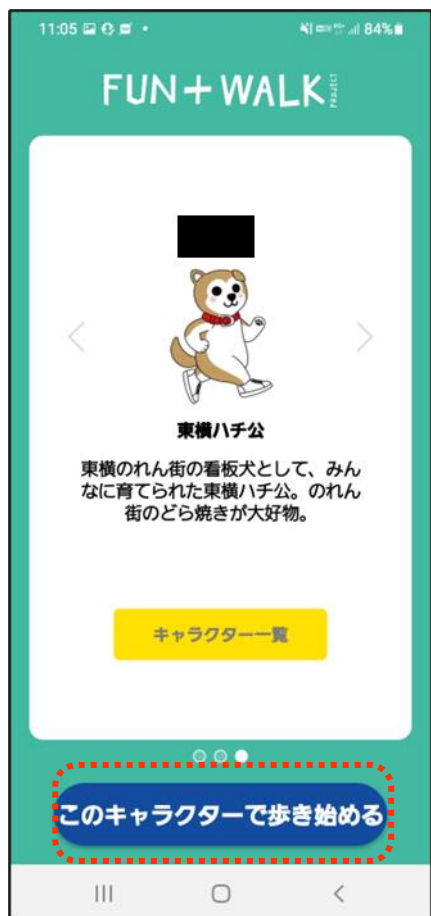 11:05
84%
FUN+WALK PROJECT
東横ハチ公
東横のれん街の看板犬として、みん
なに育てられた東横ハチ公。のれん
街のどら焼きが大好物。
キャラクター一覧
このキャラクターで歩き始める